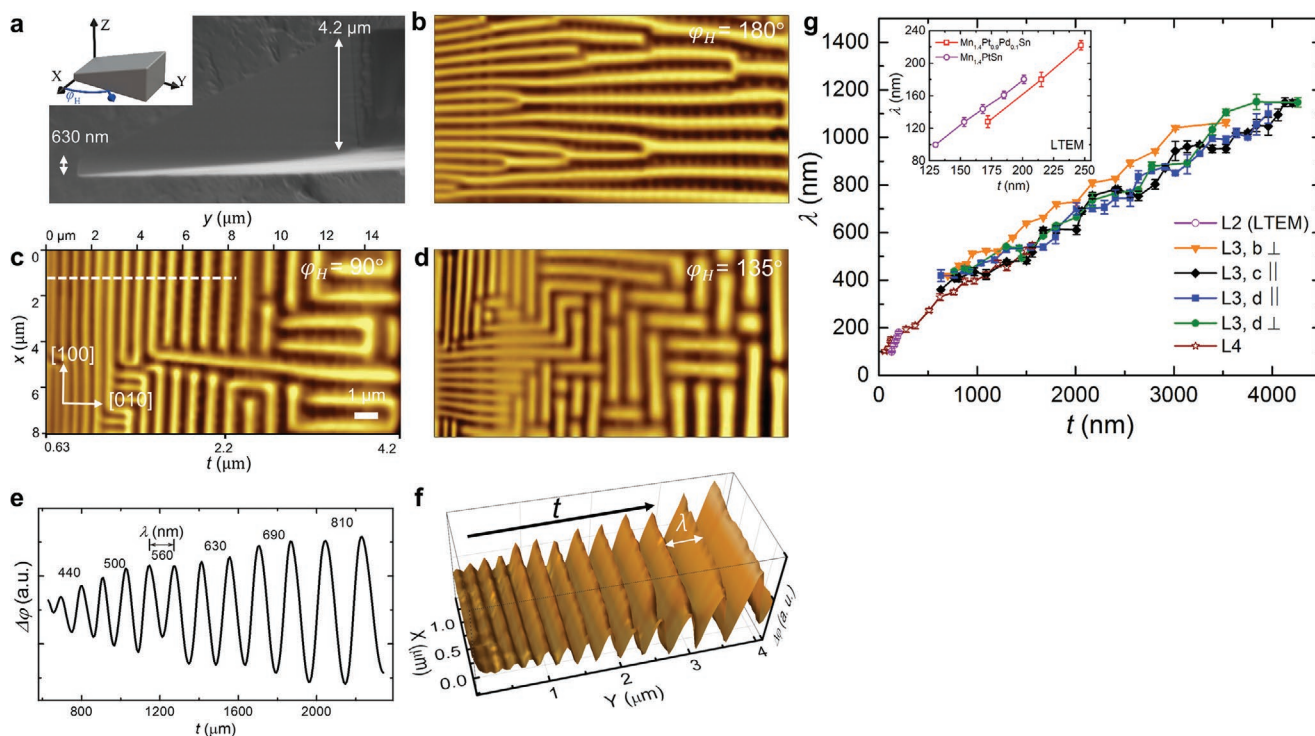 a
Z
X
Y
φH
4.2 μm
630 nm
b
φH = 180°
y (μm)
0 μm 2 4 6 8 10 12 14
c
φH = 90°
0
2
4
6
8
x (μm)
[100]
[010]
1 μm
0.63 2.2 4.2
t (μm)
d
φH = 135°
e
Δφ (a.u.)
λ (nm)
440 500 560 630 690 810
800 1200 1600 2000
t (μm)
f
t
λ
X (μm)
1.0
0.5
0.0
1 2 3 4
Y (μm)
Δφ (a. u.)
g
λ (nm)
1400
1200
1000
800
600
400
200
0
0 1000 2000 3000 4000
t (nm)
Mn1.4Pt0.9Pd0.1Sn
Mn1.4PtSn
λ (nm)
240
200
160
120
80
125 150 175 200 225 250
t (nm)
LTEM
L2 (LTEM)
L3, b ⊥
L3, c ||
L3, d ||
L3, d ⊥
L4